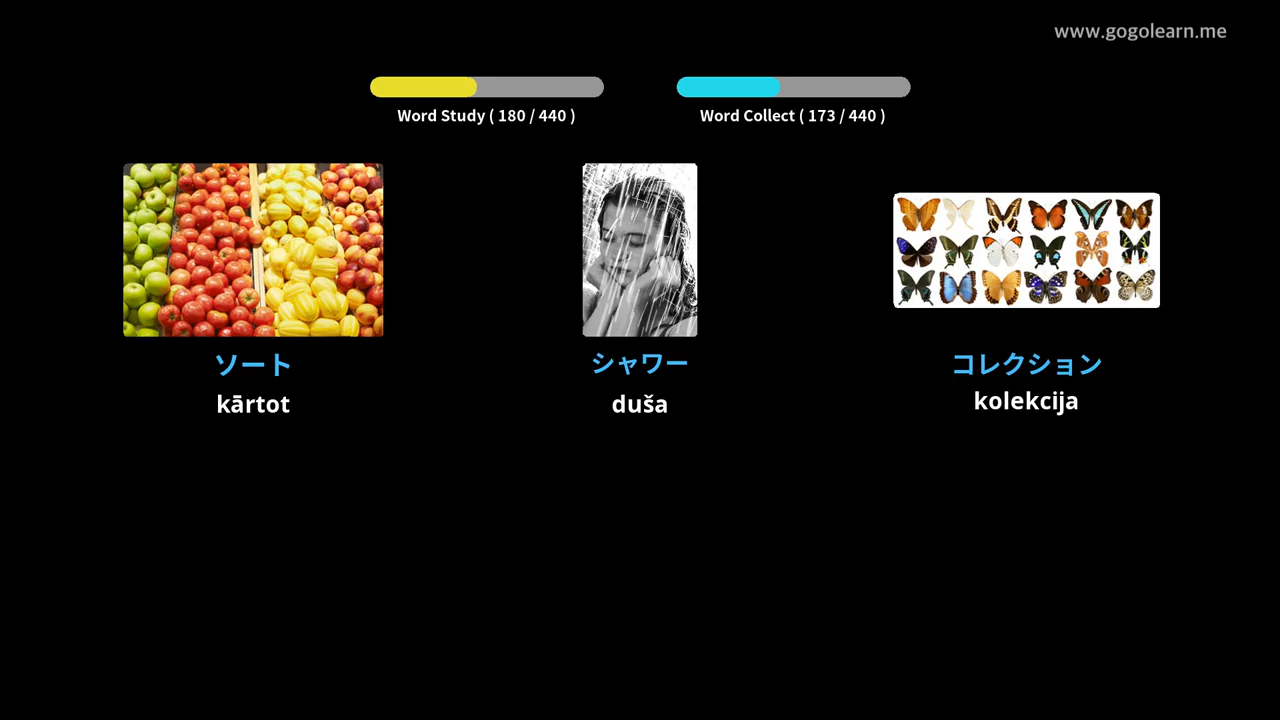 www.gogolearn.me
Word Study ( 180 / 440 )
Word Collect ( 173 / 440 )
ソート
シャワー
コレクション
kārtot
duša
kolekcija